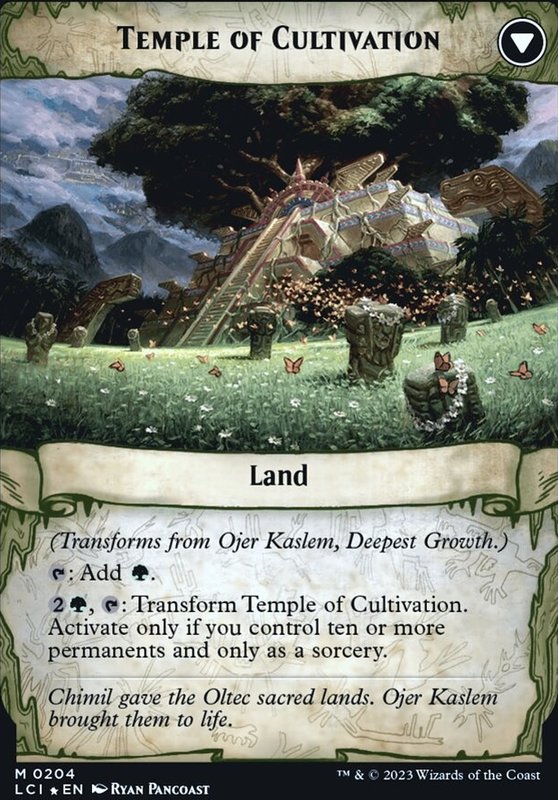 Temple of Cultivation
Land
(Transforms from Ojer Kaslem, Deepest Growth.)
: Add .
2, : Transform Temple of Cultivation.
Activate only if you control ten or more
permanents and only as a sorcery.
Chimil gave the Oltec sacred lands. Ojer Kaslem
brought them to life.
M 0204
LCI ★ EN Ryan Pancoast
™ & © 2023 Wizards of the Coast